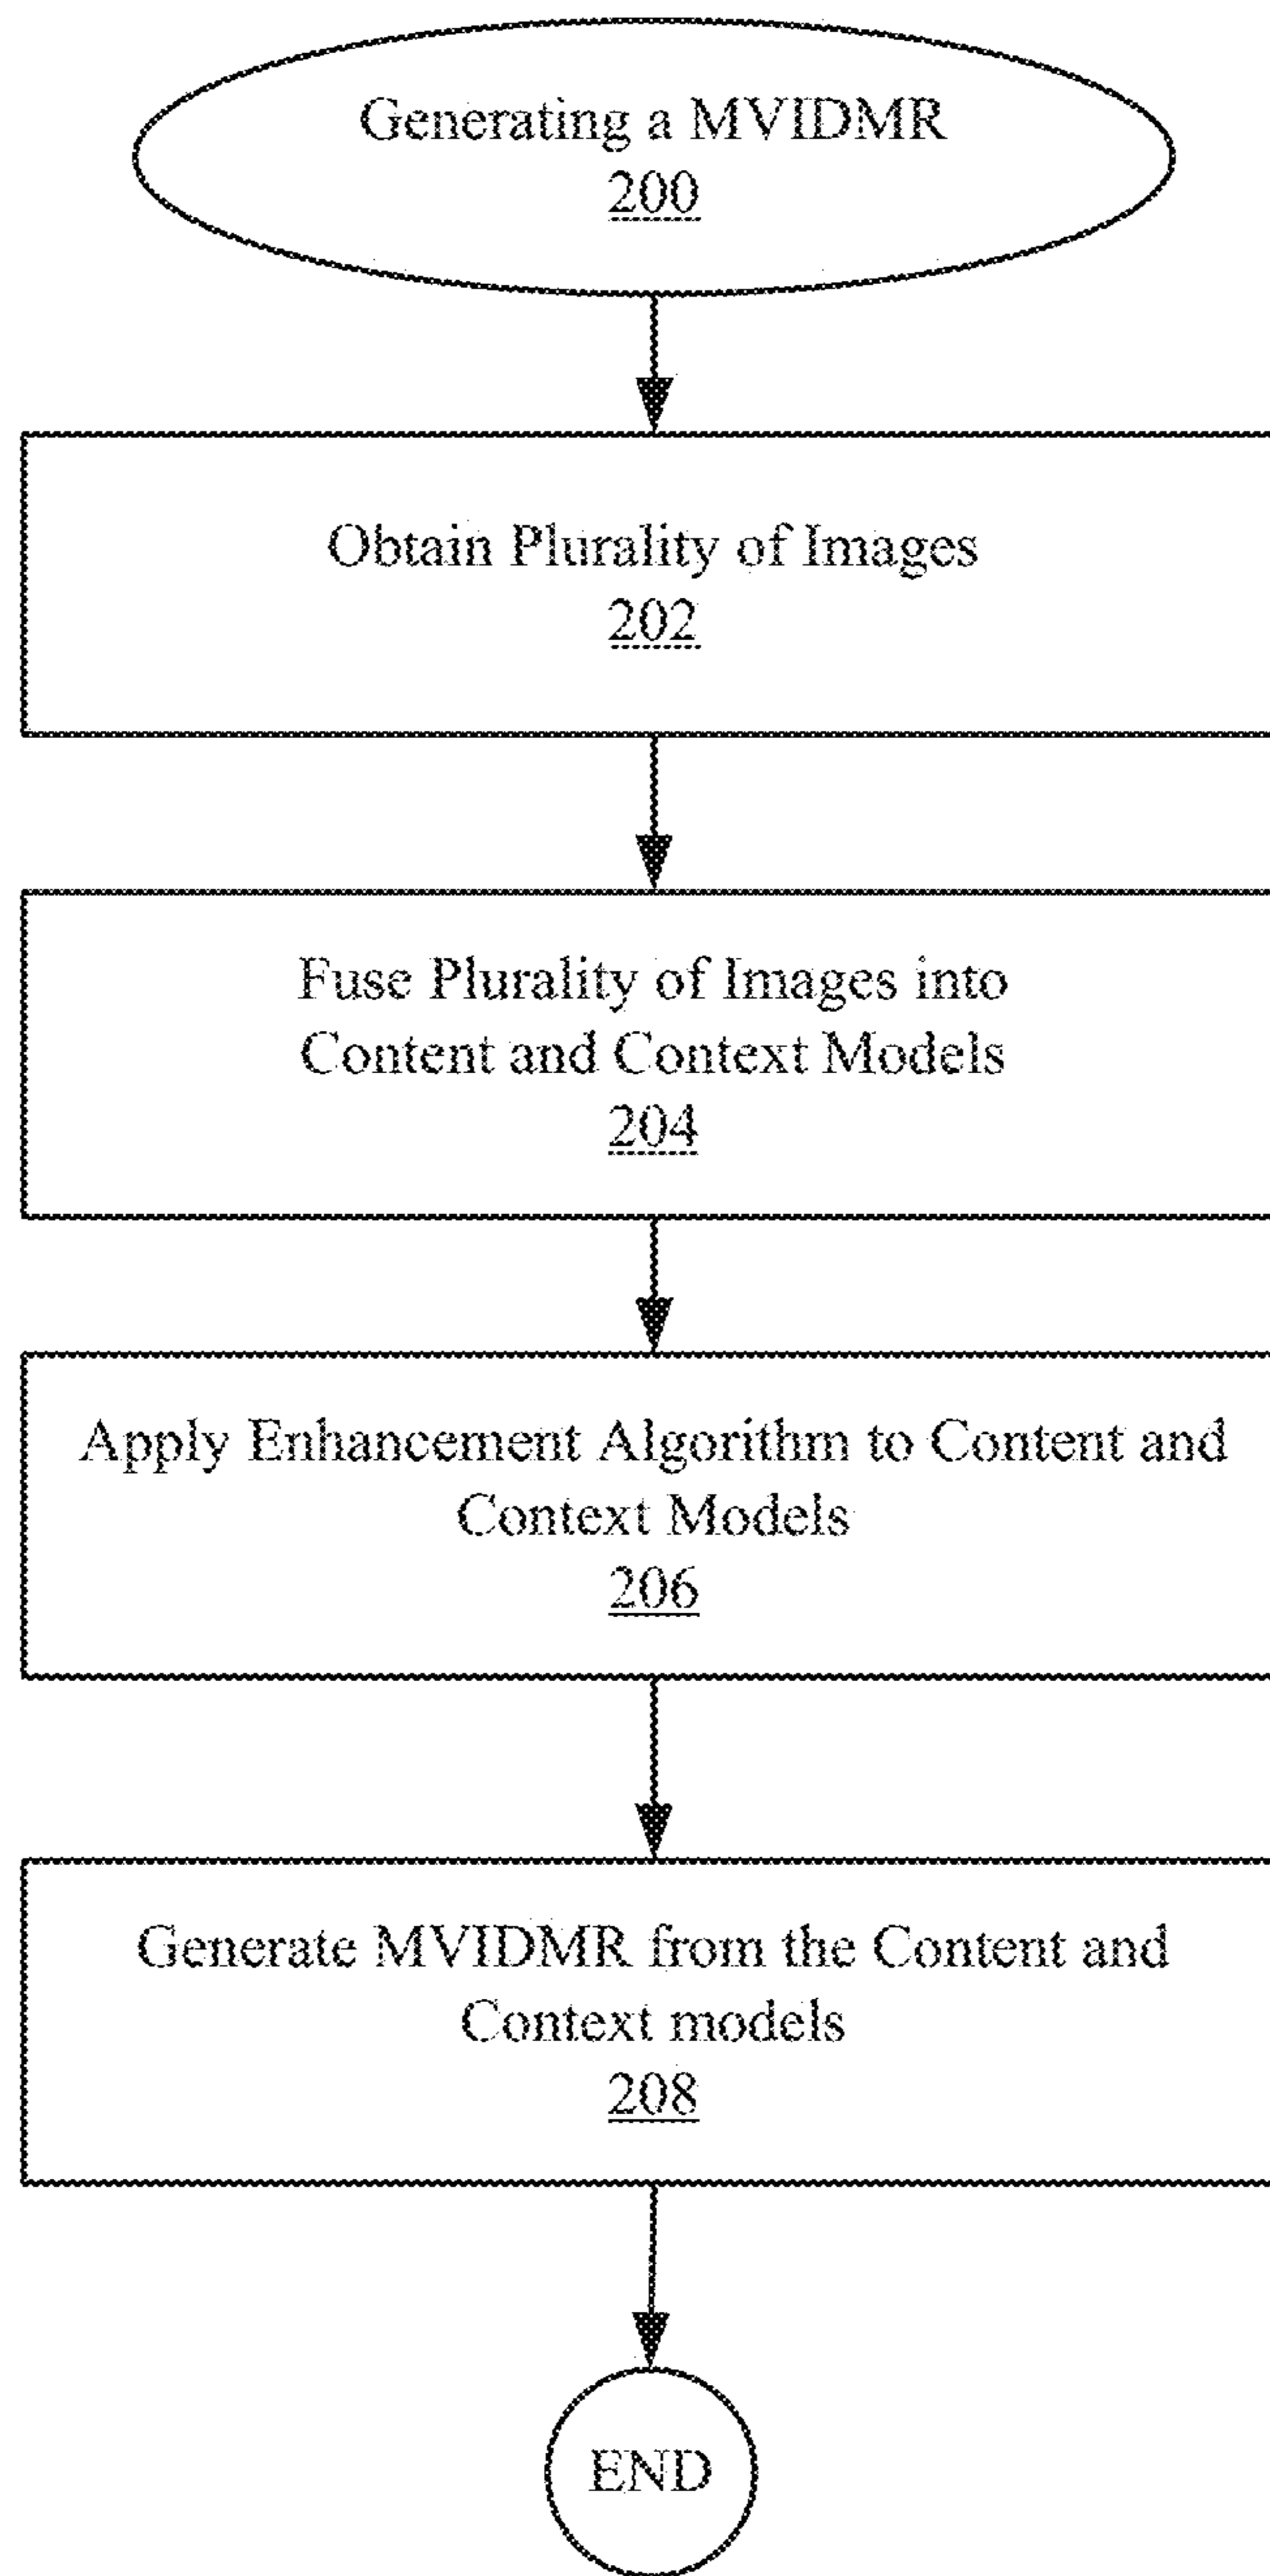 Generating a MVIDMR
200
Obtain Plurality of Images
202
Fuse Plurality of Images into
Content and Context Models
204
Apply Enhancement Algorithm to Content and
Context Models
206
Generate MVIDMR from the Content and
Context models
208
END